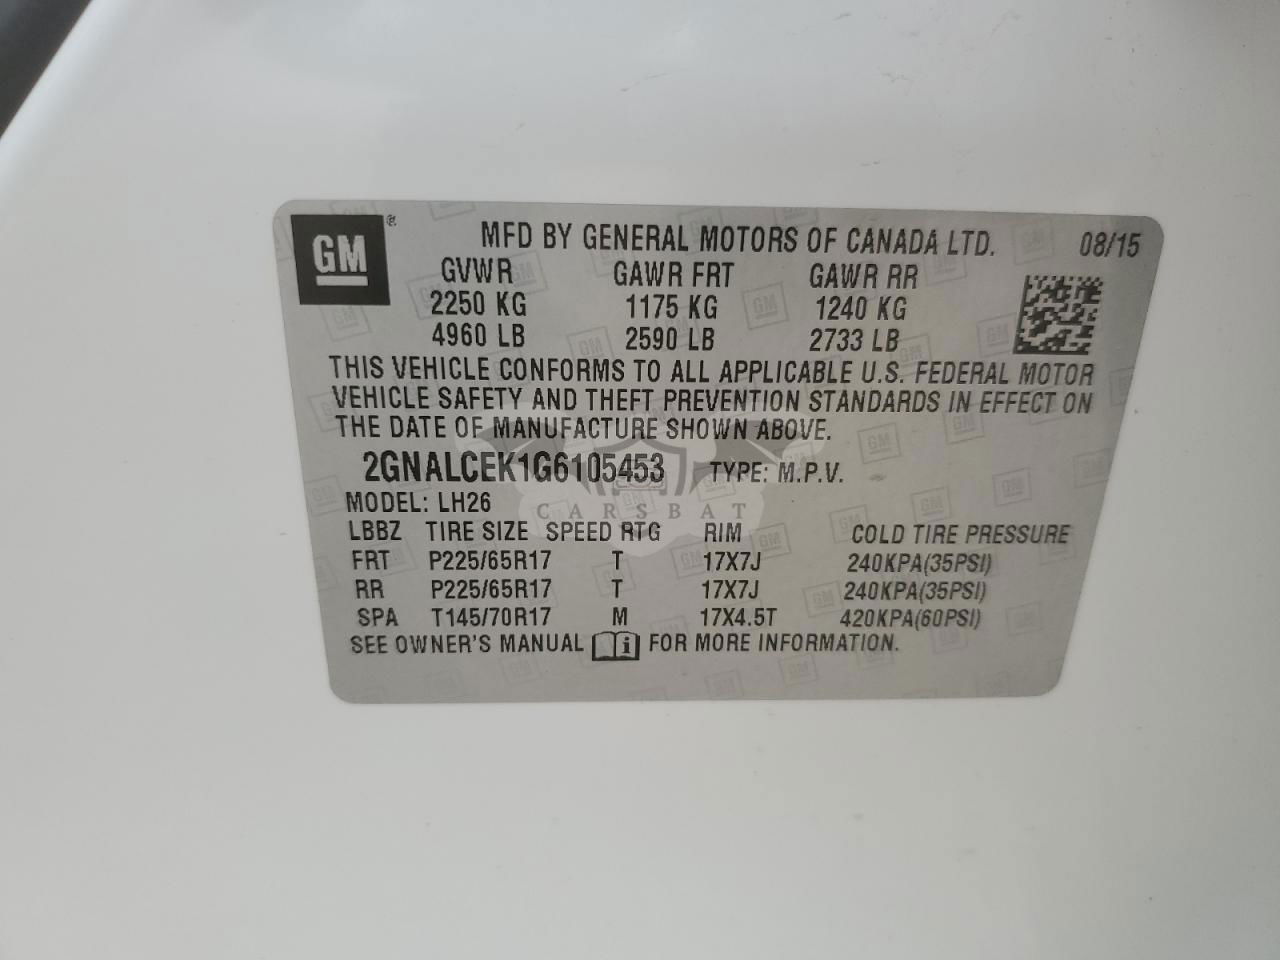 GM ®
MFD BY GENERAL MOTORS OF CANADA LTD. 08/15
GVWR GAWR FRT GAWR RR
2250 KG 1175 KG 1240 KG
4960 LB 2590 LB 2733 LB
THIS VEHICLE CONFORMS TO ALL APPLICABLE U.S. FEDERAL MOTOR
VEHICLE SAFETY AND THEFT PREVENTION STANDARDS IN EFFECT ON
THE DATE OF MANUFACTURE SHOWN ABOVE.
2GNALCEK1G6105453 TYPE: M.P.V.
MODEL: LH26
CARSBAT
LBBZ TIRE SIZE SPEED RTG RIM COLD TIRE PRESSURE
FRT P225/65R17 T 17X7J 240KPA(35PSI)
RR P225/65R17 T 17X7J 240KPA(35PSI)
SPA T145/70R17 M 17X4.5T 420KPA(60PSI)
SEE OWNER'S MANUAL i FOR MORE INFORMATION.